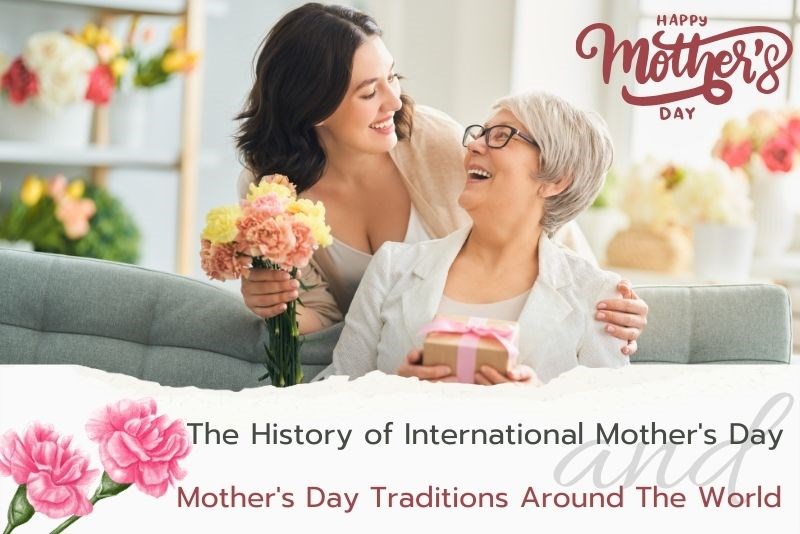 HAPPY
Mother's
DAY
The History of International Mother's Day
and
Mother's Day Traditions Around The World